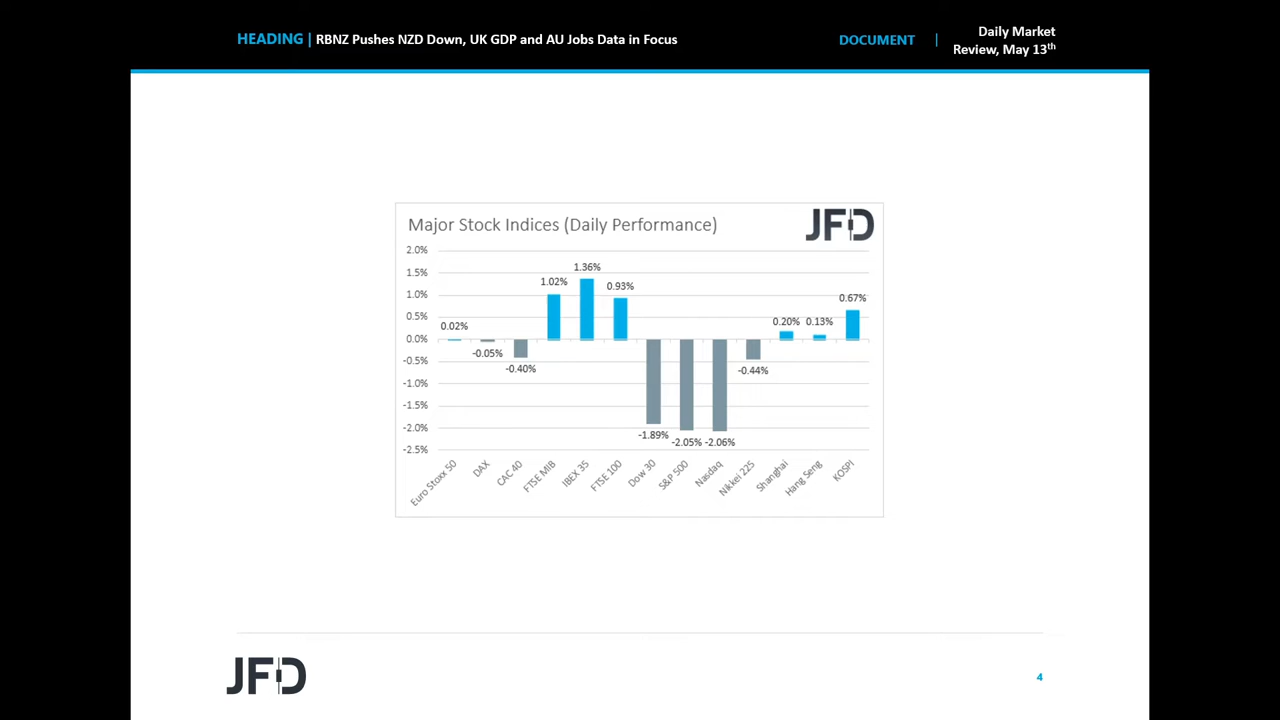 HEADING | RBNZ Pushes NZD Down, UK GDP and AU Jobs Data in Focus
DOCUMENT | Daily Market
Review, May 13th
Major Stock Indices (Daily Performance)
JFD
2.0%
1.5%
1.0%
0.5%
0.0%
-0.5%
-1.0%
-1.5%
-2.0%
-2.5%
0.02%
-0.05%
-0.40%
1.02%
1.36%
0.93%
-1.89%
-2.05%
-2.06%
-0.44%
0.20%
0.13%
0.67%
Euro Stoxx 50
DAX
CAC 40
FTSE MIB
IBEX 35
FTSE 100
Dow 30
S&P 500
Nasdaq
Nikkei 225
Shanghai
Hang Seng
KOSPI
JFD
4